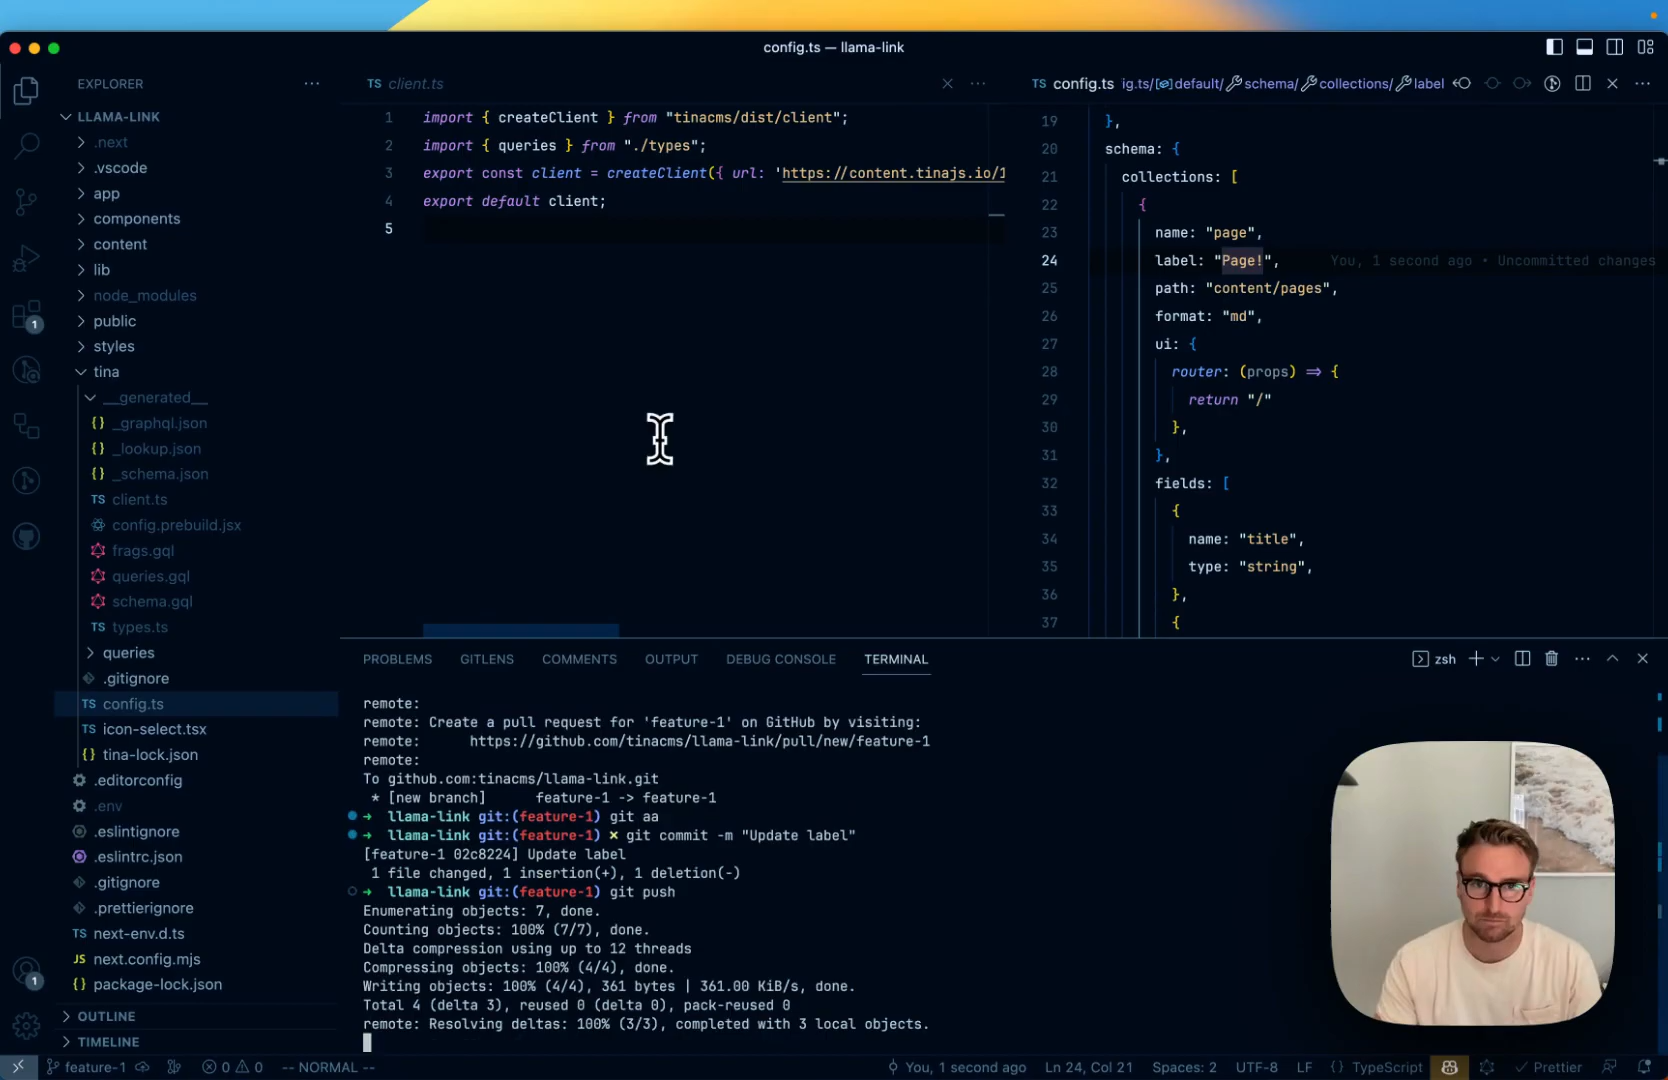 config.ts — llama-link
EXPLORER
LLAMA-LINK
.next
.vscode
app
components
content
lib
node_modules
public
styles
tina
__generated__
_graphql.json
_lookup.json
_schema.json
client.ts
config.prebuild.jsx
frags.gql
queries.gql
schema.gql
types.ts
queries
.gitignore
config.ts
icon-select.tsx
tina-lock.json
.editorconfig
.env
.eslintignore
.eslintrc.json
.gitignore
.prettierignore
next-env.d.ts
next.config.mjs
package-lock.json
OUTLINE
TIMELINE
1
1
TS client.ts
1 import { createClient } from "tinacms/dist/client";
2 import { queries } from "./types";
3 export const client = createClient({ url: 'https://content.tinajs.io/1
4 export default client;
5
TS config.ts ig.ts/default/schema/collections/label
19 },
20 schema: {
21 collections: [
22 {
23 name: "page",
24 label: "Page!", You, 1 second ago • Uncommitted changes
25 path: "content/pages",
26 format: "md",
27 ui: {
28 router: (props) => {
29 return "/"
30 },
31 },
32 fields: [
33 {
34 name: "title",
35 type: "string",
36 },
37 {
PROBLEMS GITLENS COMMENTS OUTPUT DEBUG CONSOLE TERMINAL
zsh
remote:
remote: Create a pull request for 'feature-1' on GitHub by visiting:
remote: https://github.com/tinacms/llama-link/pull/new/feature-1
remote:
To github.com:tinacms/llama-link.git
* [new branch] feature-1 -> feature-1
➜ llama-link git:(feature-1) git aa
➜ llama-link git:(feature-1) ✗ git commit -m "Update label"
[feature-1 02c8224] Update label
1 file changed, 1 insertion(+), 1 deletion(-)
➜ llama-link git:(feature-1) git push
Enumerating objects: 7, done.
Counting objects: 100% (7/7), done.
Delta compression using up to 12 threads
Compressing objects: 100% (4/4), done.
Writing objects: 100% (4/4), 361 bytes | 361.00 KiB/s, done.
Total 4 (delta 3), reused 0 (delta 0), pack-reused 0
remote: Resolving deltas: 100% (3/3), completed with 3 local objects.
feature-1 0 0 -- NORMAL -- You, 1 second ago Ln 24, Col 21 Spaces: 2 UTF-8 LF { } TypeScript Prettier